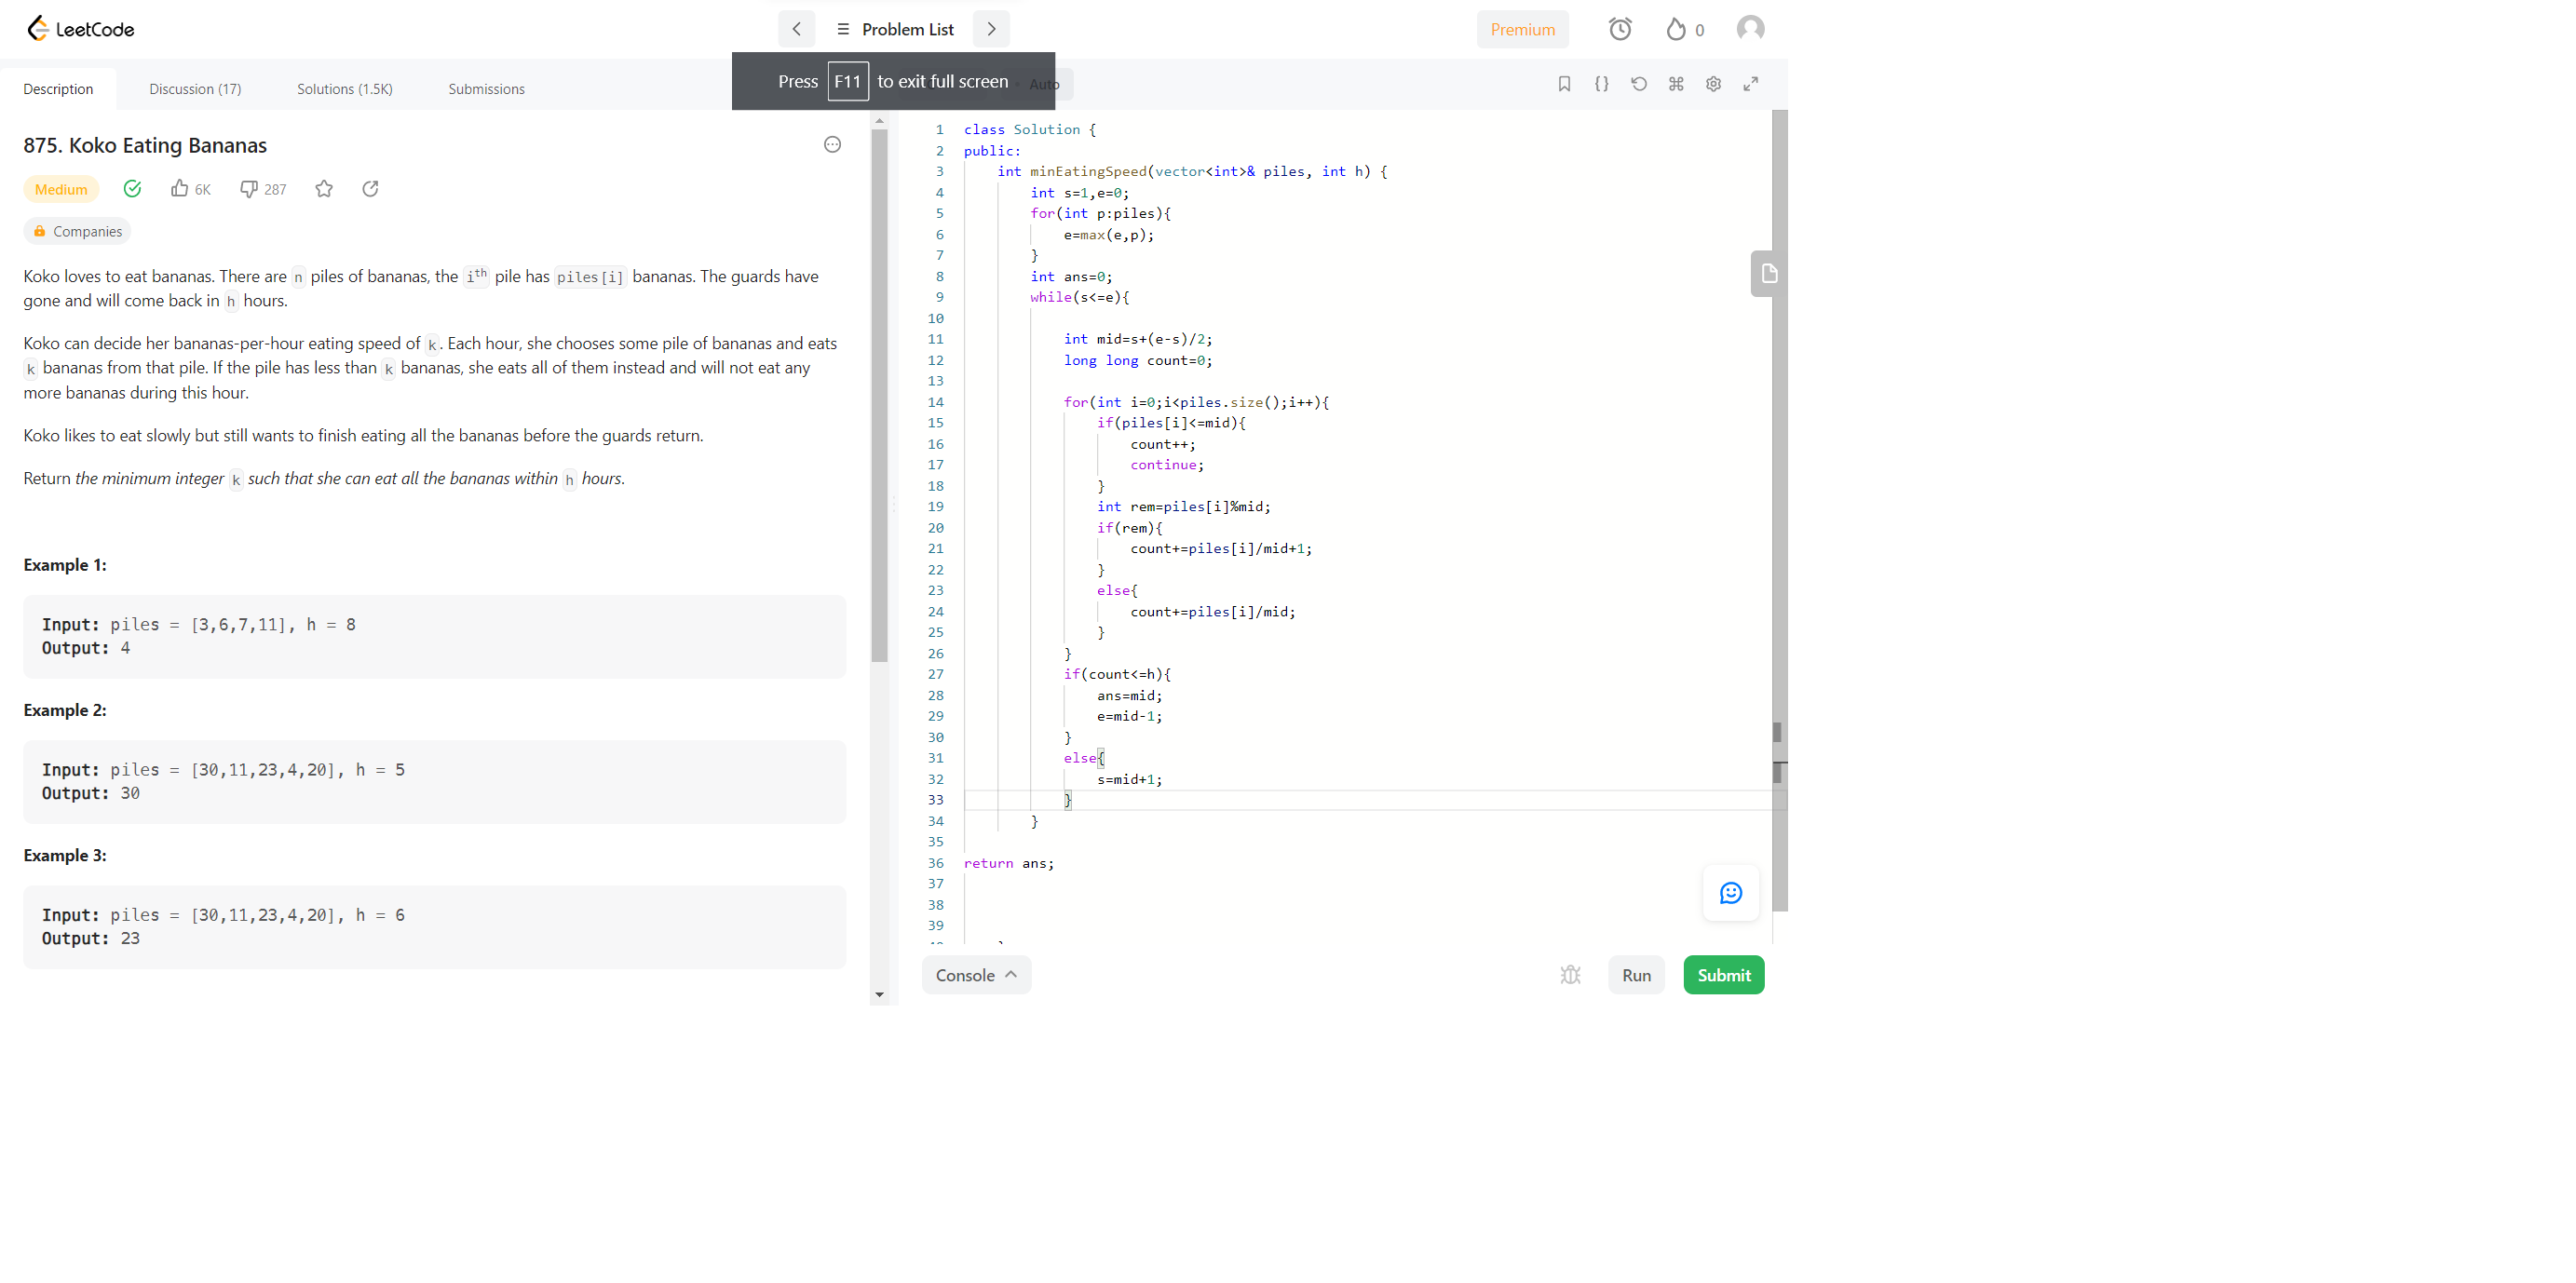 LeetCode
Problem List
Premium
0
Press F11 to exit full screen
Auto
Description
Discussion (17)
Solutions (1.5K)
Submissions
875. Koko Eating Bananas
Medium
6K
287
Companies
Koko loves to eat bananas. There are n piles of bananas, the ith pile has piles[i] bananas. The guards have
gone and will come back in h hours.
Koko can decide her bananas-per-hour eating speed of k. Each hour, she chooses some pile of bananas and eats
k bananas from that pile. If the pile has less than k bananas, she eats all of them instead and will not eat any
more bananas during this hour.
Koko likes to eat slowly but still wants to finish eating all the bananas before the guards return.
Return the minimum integer k such that she can eat all the bananas within h hours.
Example 1:
Input: piles = [3,6,7,11], h = 8
Output: 4
Example 2:
Input: piles = [30,11,23,4,20], h = 5
Output: 30
Example 3:
Input: piles = [30,11,23,4,20], h = 6
Output: 23
1 class Solution {
2 public:
3 int minEatingSpeed(vector<int>& piles, int h) {
4 int s=1,e=0;
5 for(int p:piles){
6 e=max(e,p);
7 }
8 int ans=0;
9 while(s<=e){
10
11 int mid=s+(e-s)/2;
12 long long count=0;
13
14 for(int i=0;i<piles.size();i++){
15 if(piles[i]<=mid){
16 count++;
17 continue;
18 }
19 int rem=piles[i]%mid;
20 if(rem){
21 count+=piles[i]/mid+1;
22 }
23 else{
24 count+=piles[i]/mid;
25 }
26 }
27 if(count<=h){
28 ans=mid;
29 e=mid-1;
30 }
31 else{
32 s=mid+1;
33 }
34 }
35
36 return ans;
37
38
39
Console
Run
Submit